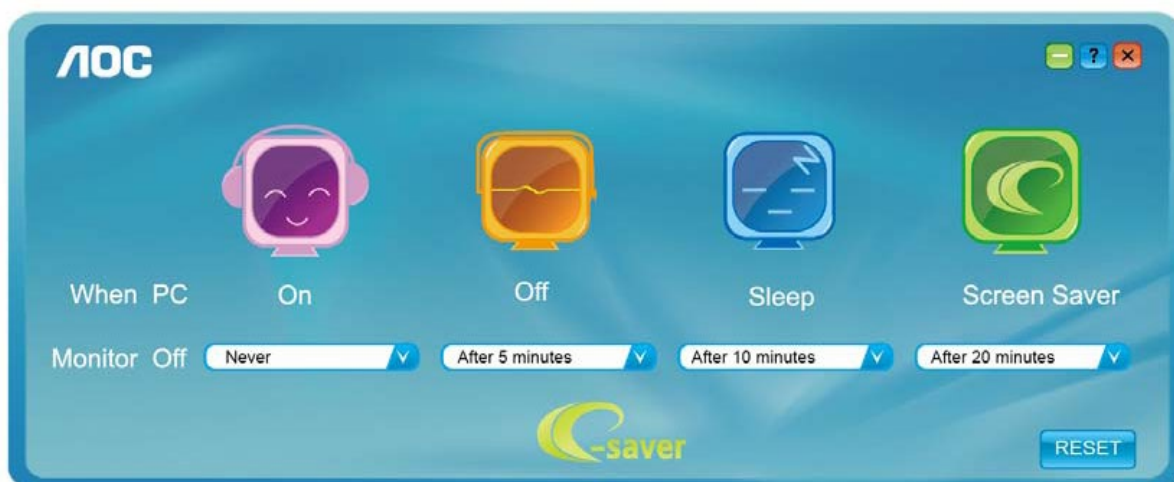 AOC
?
When PC On Off Sleep Screen Saver
Monitor Off Never After 5 minutes After 10 minutes After 20 minutes
e-saver
RESET